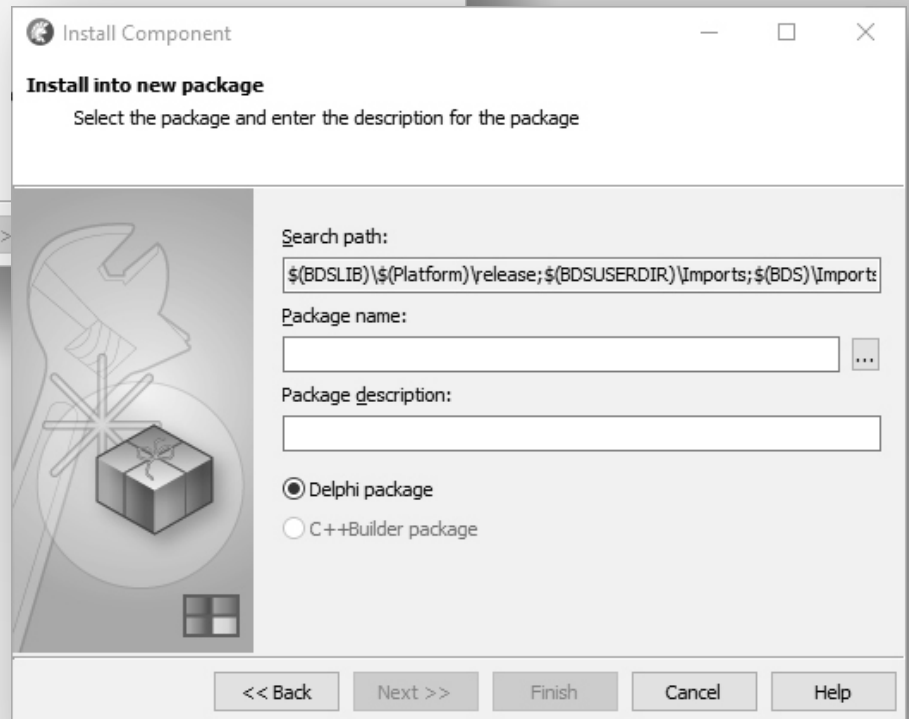 Install Component
Install into new package
Select the package and enter the description for the package
Search path:
$(BDSLIB)\$(Platform)\release;$(BDSUSERDIR)\Imports;$(BDS)\Imports
Package name:
...
Package description:
Delphi package
C++Builder package
<< Back Next >> Finish Cancel Help